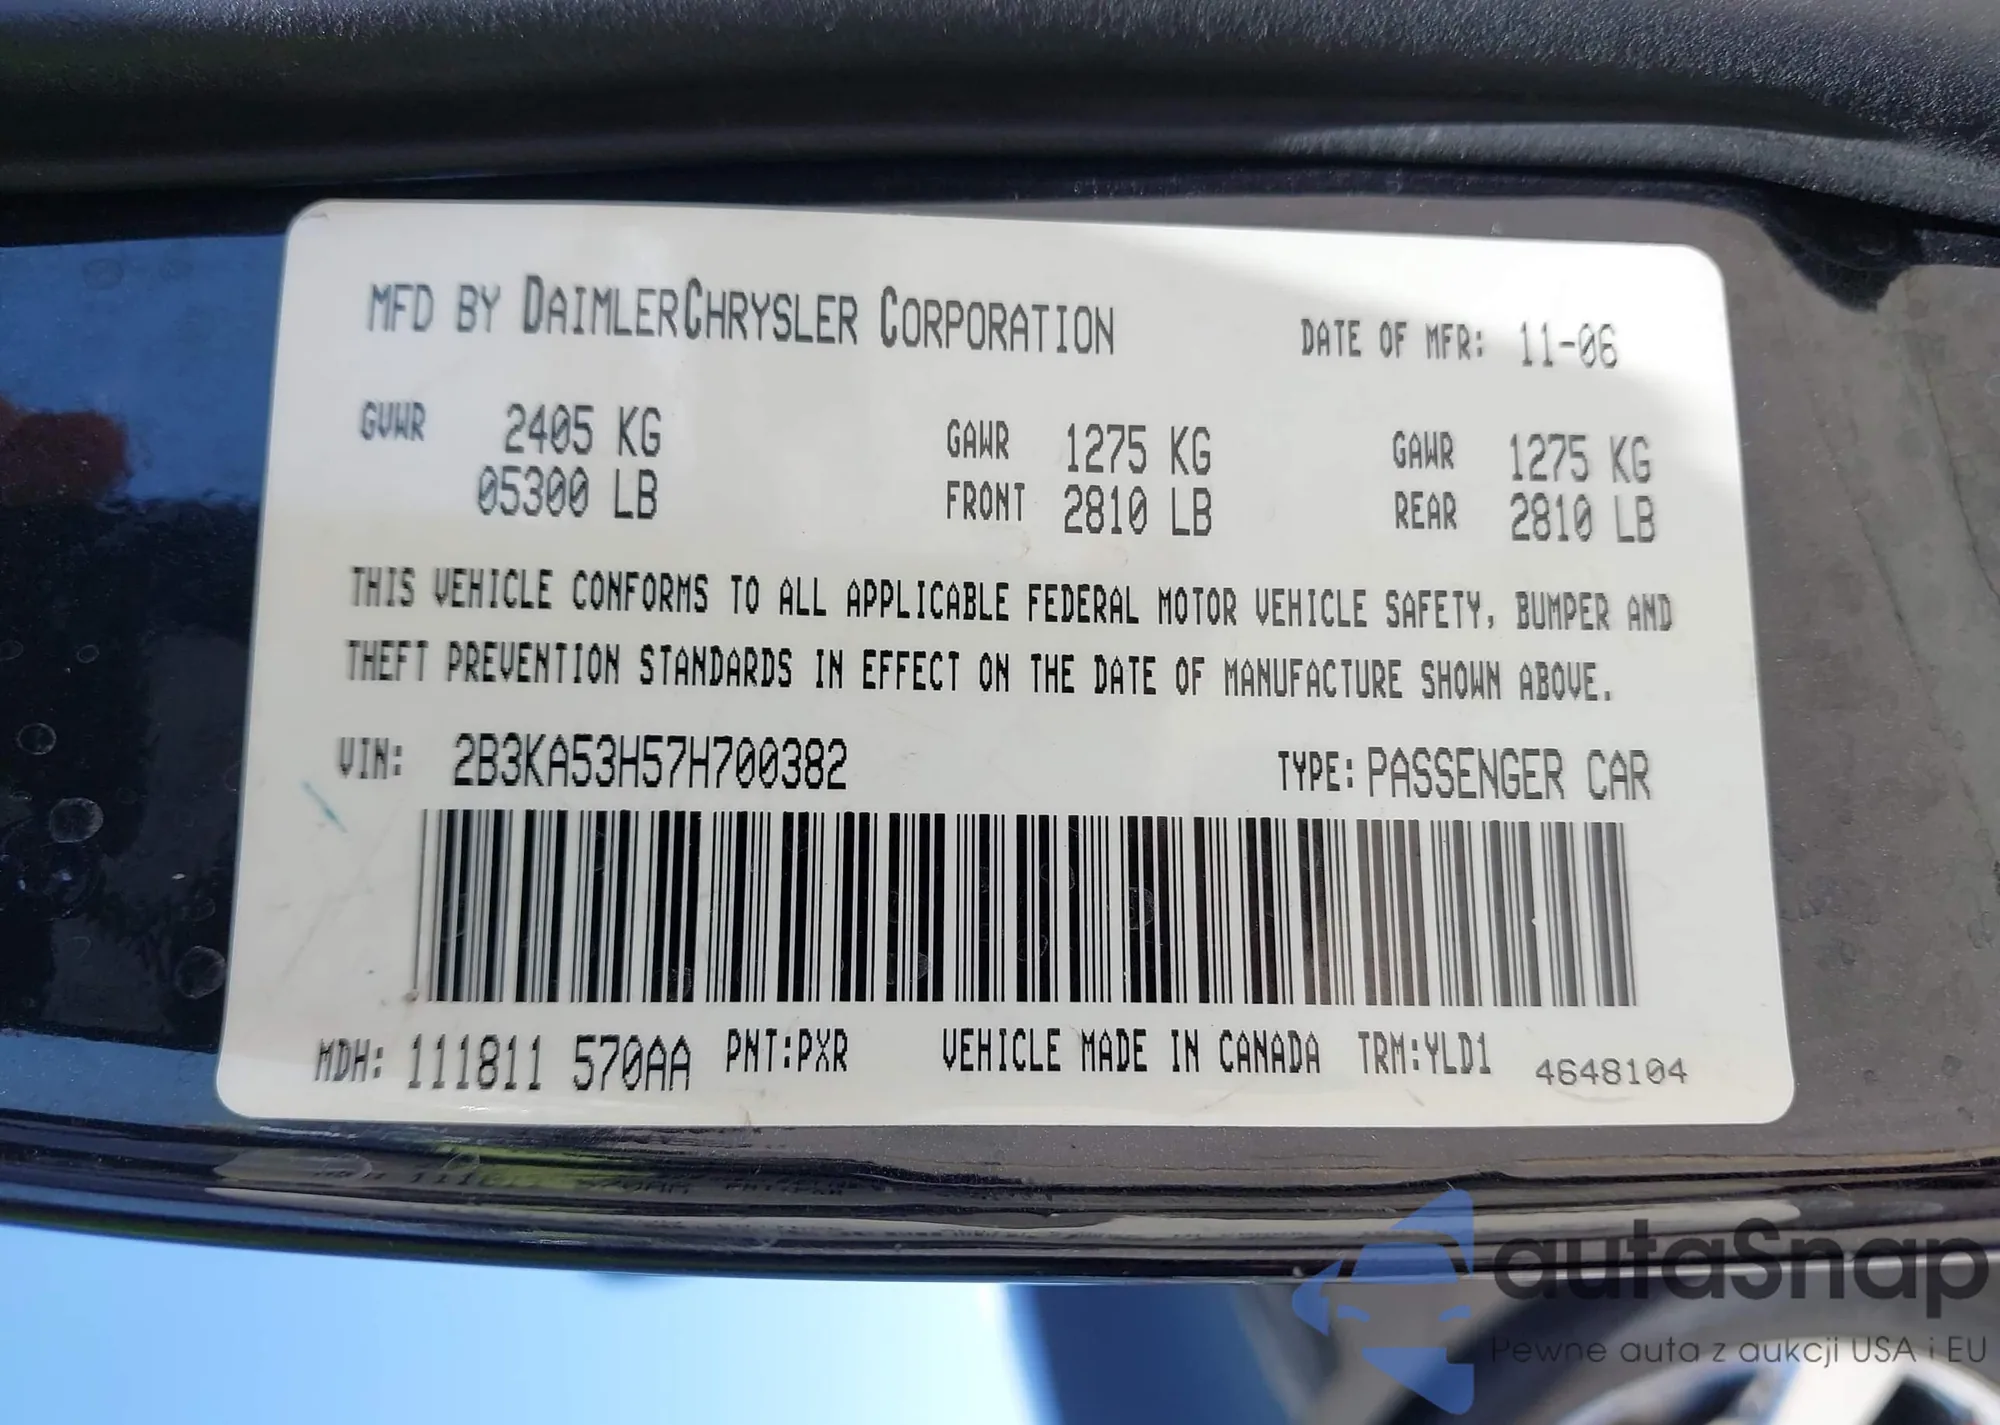 MFD BY DAIMLERCHRYSLER CORPORATION DATE OF MFR: 11-06
GVWR 2405 KG GAWR 1275 KG GAWR 1275 KG
05300 LB FRONT 2810 LB REAR 2810 LB
THIS VEHICLE CONFORMS TO ALL APPLICABLE FEDERAL MOTOR VEHICLE SAFETY, BUMPER AND
THEFT PREVENTION STANDARDS IN EFFECT ON THE DATE OF MANUFACTURE SHOWN ABOVE.
VIN: 2B3KA53H57H700382 TYPE: PASSENGER CAR
MDH: 111811 570AA PNT:PXR VEHICLE MADE IN CANADA TRM:YLD1 4648104
autaSnap
Pewne auta z aukcji USA i EU